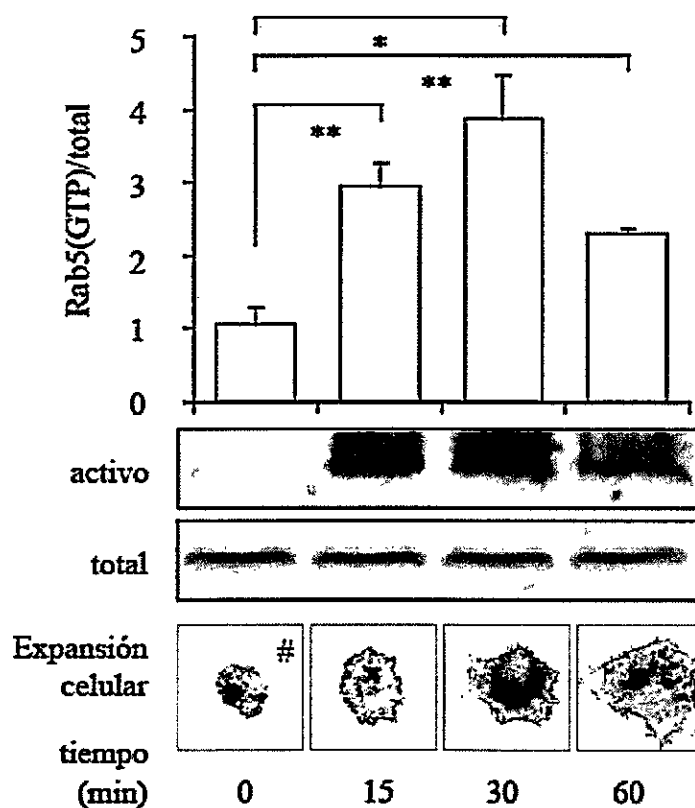 Rab5(GTP)/total
5
4
3
2
1
0
*
**
**
activo
total
Expansión
celular
#
tiempo
(min)
0 15 30 60